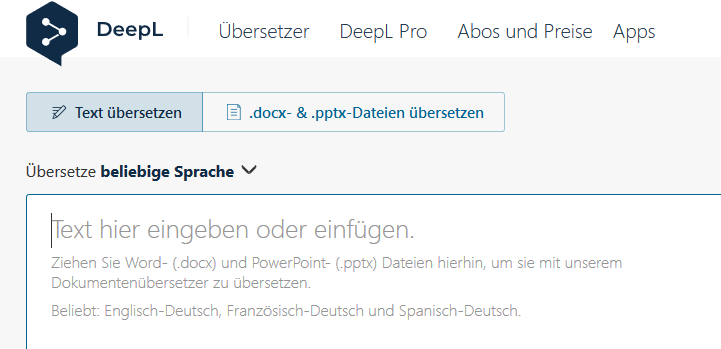 DeepL Übersetzer DeepL Pro Abos und Preise Apps
Text übersetzen .docx- & .pptx-Dateien übersetzen
Übersetze beliebige Sprache
Text hier eingeben oder einfügen.
Ziehen Sie Word- (.docx) und PowerPoint- (.pptx) Dateien hierhin, um sie mit unserem
Dokumentenübersetzer zu übersetzen.
Beliebt: Englisch-Deutsch, Französisch-Deutsch und Spanisch-Deutsch.